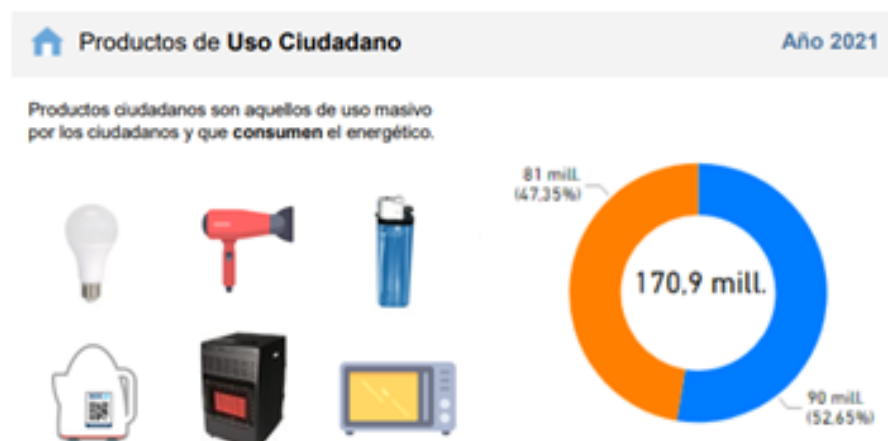 Productos de Uso Ciudadano
Año 2021
Productos ciudadanos son aquellos de uso masivo
por los ciudadanos y que consumen el energético.
81 mill.
(47,35%)
170,9 mill.
90 mill.
(52,65%)